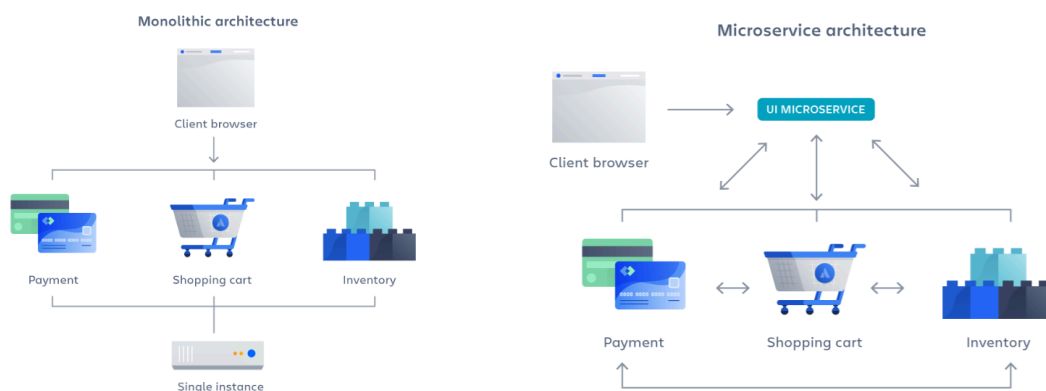 Monolithic architecture
Client browser
Payment
Shopping cart
Inventory
Single instance
Microservice architecture
Client browser
UI MICROSERVICE
Payment
Shopping cart
Inventory